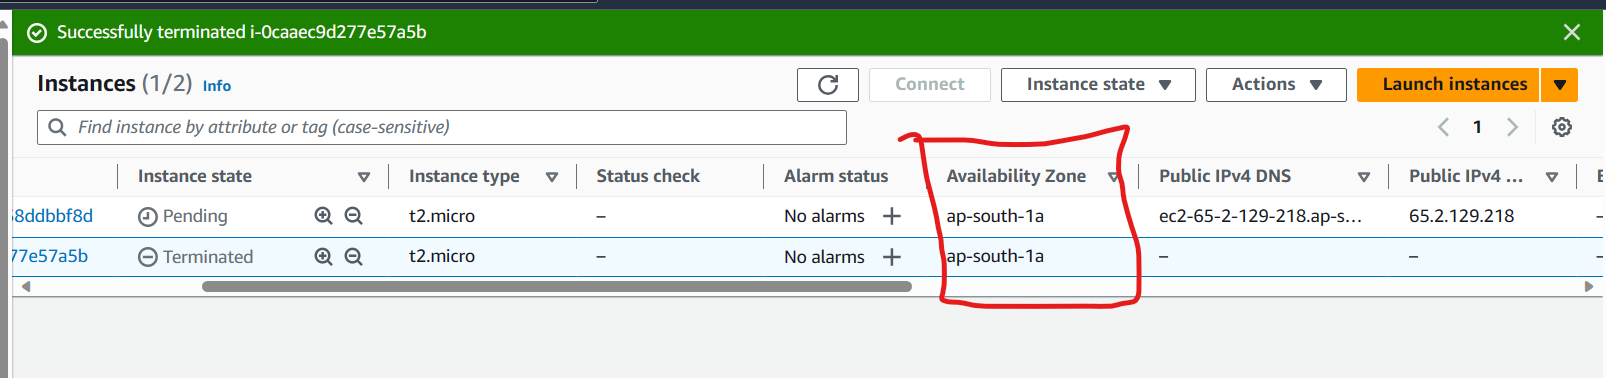 Successfully terminated i-0caaec9d277e57a5b
Instances (1/2) Info
Connect
Instance state
Actions
Launch instances
Find instance by attribute or tag (case-sensitive)
1
Instance state
Instance type
Status check
Alarm status
Availability Zone
Public IPv4 DNS
Public IPv4 ...
8ddbbf8d
Pending
t2.micro
–
No alarms
ap-south-1a
ec2-65-2-129-218.ap-s...
65.2.129.218
–
77e57a5b
Terminated
t2.micro
–
No alarms
ap-south-1a
–
–
–